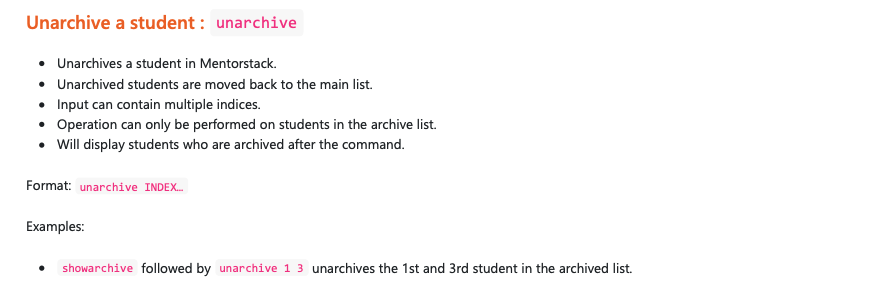 Unarchive a student : unarchive
• Unarchives a student in Mentorstack.
• Unarchived students are moved back to the main list.
• Input can contain multiple indices.
• Operation can only be performed on students in the archive list.
• Will display students who are archived after the command.
Format: unarchive INDEX…
Examples:
• showarchive followed by unarchive 1 3 unarchives the 1st and 3rd student in the archived list.